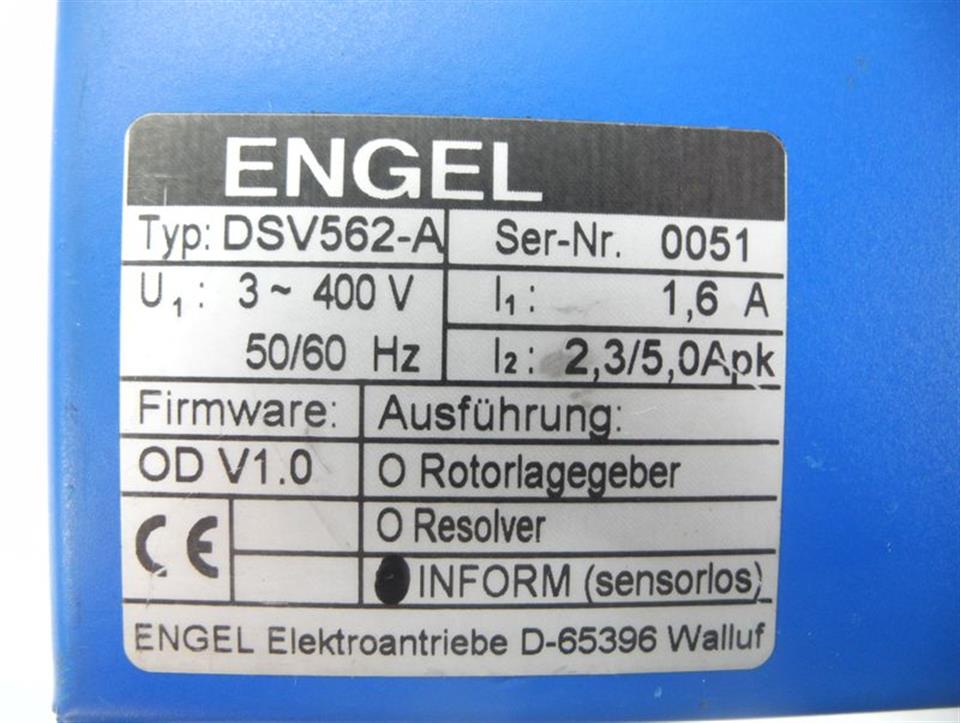 ENGEL
Typ: DSV562-A Ser-Nr. 0051
U₁ : 3 ~ 400 V I₁ : 1,6 A
50/60 Hz I₂ : 2,3/5,0Apk
Firmware: Ausführung:
OD V1.0 O Rotorlagegeber
O Resolver
CE ● INFORM (sensorlos)
ENGEL Elektroantriebe D-65396 Walluf